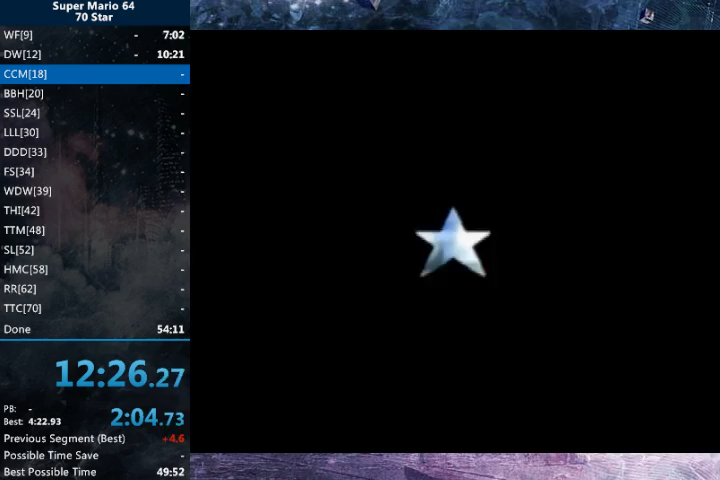 Super Mario 64
70 Star
WF[9] - 7:02
DW[12] - 10:21
CCM[18] -
BBH[20] -
SSL[24] -
LLL[30] -
DDD[33] -
FS[34] -
WDW[39] -
THI[42] -
TTM[48] -
SL[52] -
HMC[58] -
RR[62] -
TTC[70] -
Done 54:11
12:26.27
PB: -
Best: 4:22.93 2:04.73
Previous Segment (Best) +4.6
Possible Time Save -
Best Possible Time 49:52